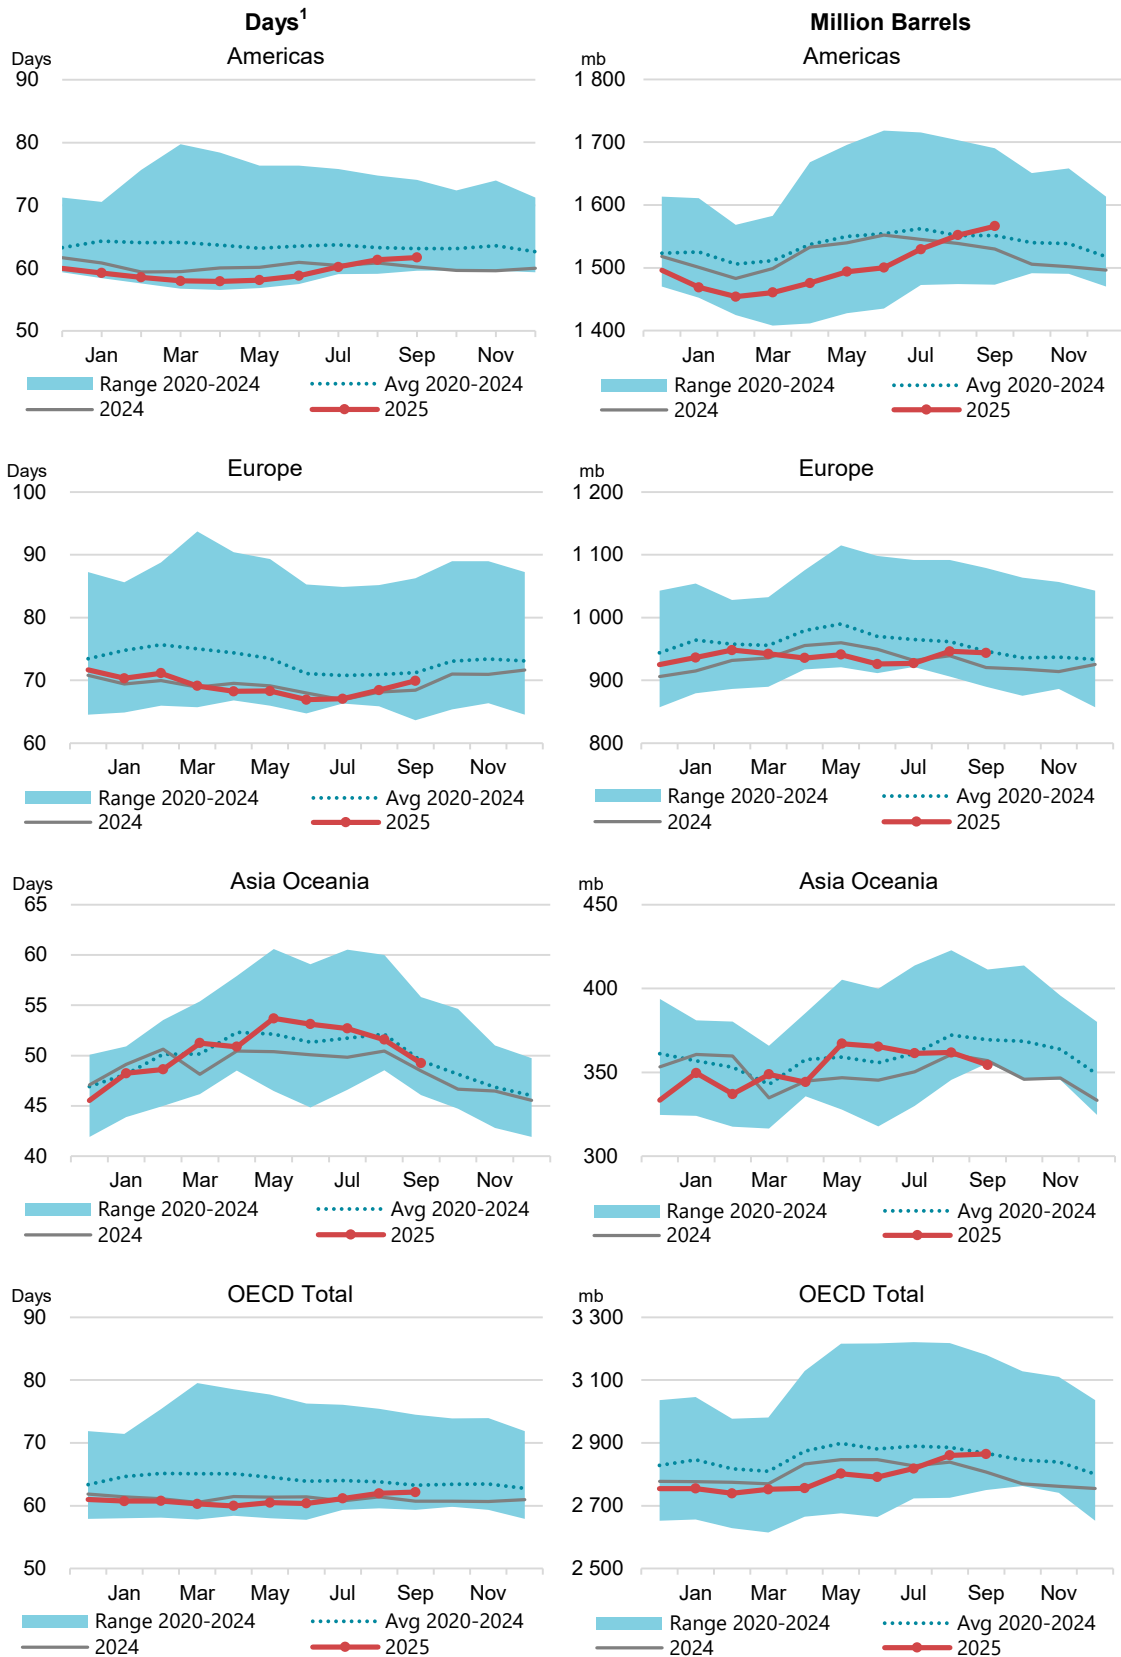 Days1
Million Barrels
Days
Americas
90
80
70
60
50
Jan Mar May Jul Sep Nov
Range 2020-2024
Avg 2020-2024
2024
2025
mb
Americas
1 800
1 700
1 600
1 500
1 400
Jan Mar May Jul Sep Nov
Range 2020-2024
Avg 2020-2024
2024
2025
Days
Europe
100
90
80
70
60
Jan Mar May Jul Sep Nov
Range 2020-2024
Avg 2020-2024
2024
2025
mb
Europe
1 200
1 100
1 000
900
800
Jan Mar May Jul Sep Nov
Range 2020-2024
Avg 2020-2024
2024
2025
Days
Asia Oceania
65
60
55
50
45
40
Jan Mar May Jul Sep Nov
Range 2020-2024
Avg 2020-2024
2024
2025
mb
Asia Oceania
450
400
350
300
Jan Mar May Jul Sep Nov
Range 2020-2024
Avg 2020-2024
2024
2025
Days
OECD Total
90
80
70
60
50
Jan Mar May Jul Sep Nov
Range 2020-2024
Avg 2020-2024
2024
2025
mb
OECD Total
3 300
3 100
2 900
2 700
2 500
Jan Mar May Jul Sep Nov
Range 2020-2024
Avg 2020-2024
2024
2025